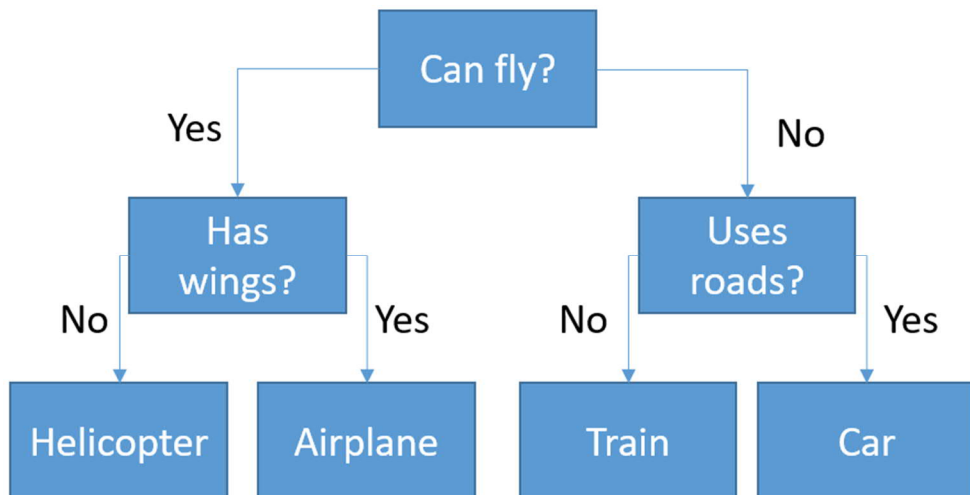 Can fly?
Yes
No
Has
wings?
Uses
roads?
No
Yes
No
Yes
Helicopter
Airplane
Train
Car